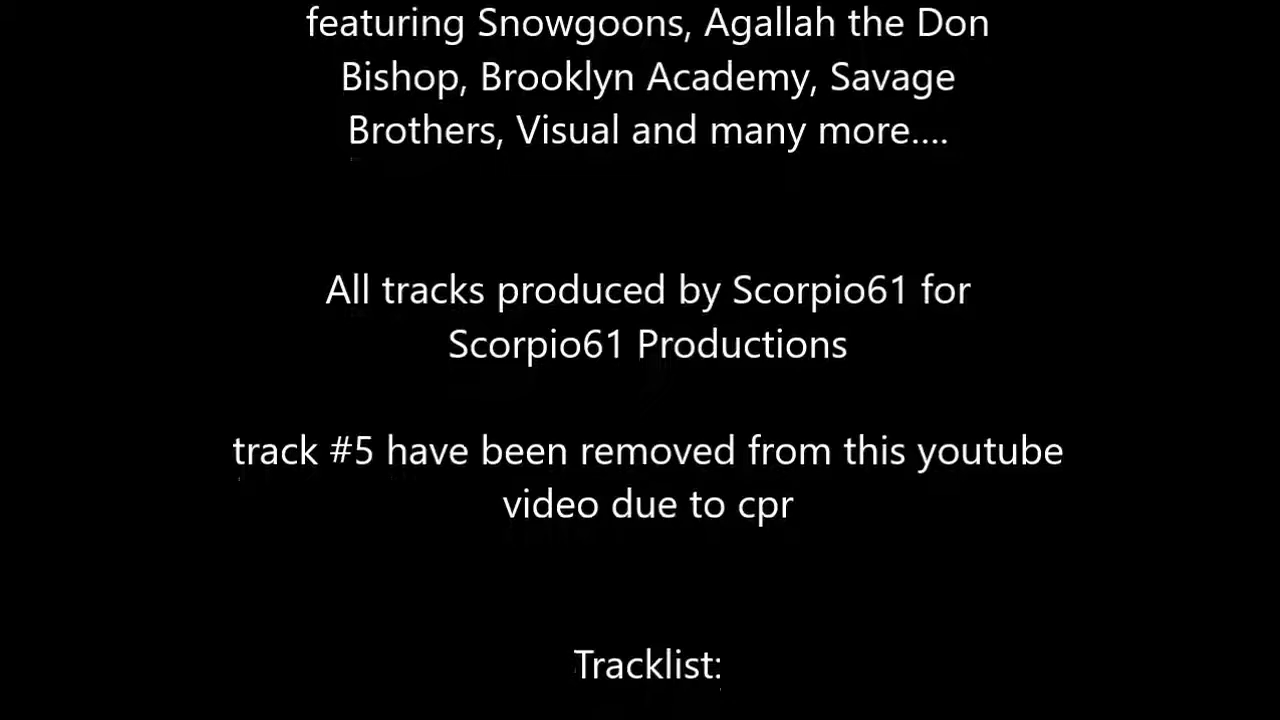 featuring Snowgoons, Agallah the Don
Bishop, Brooklyn Academy, Savage
Brothers, Visual and many more....
All tracks produced by Scorpio61 for
Scorpio61 Productions
track #5 have been removed from this youtube
video due to cpr
Tracklist: